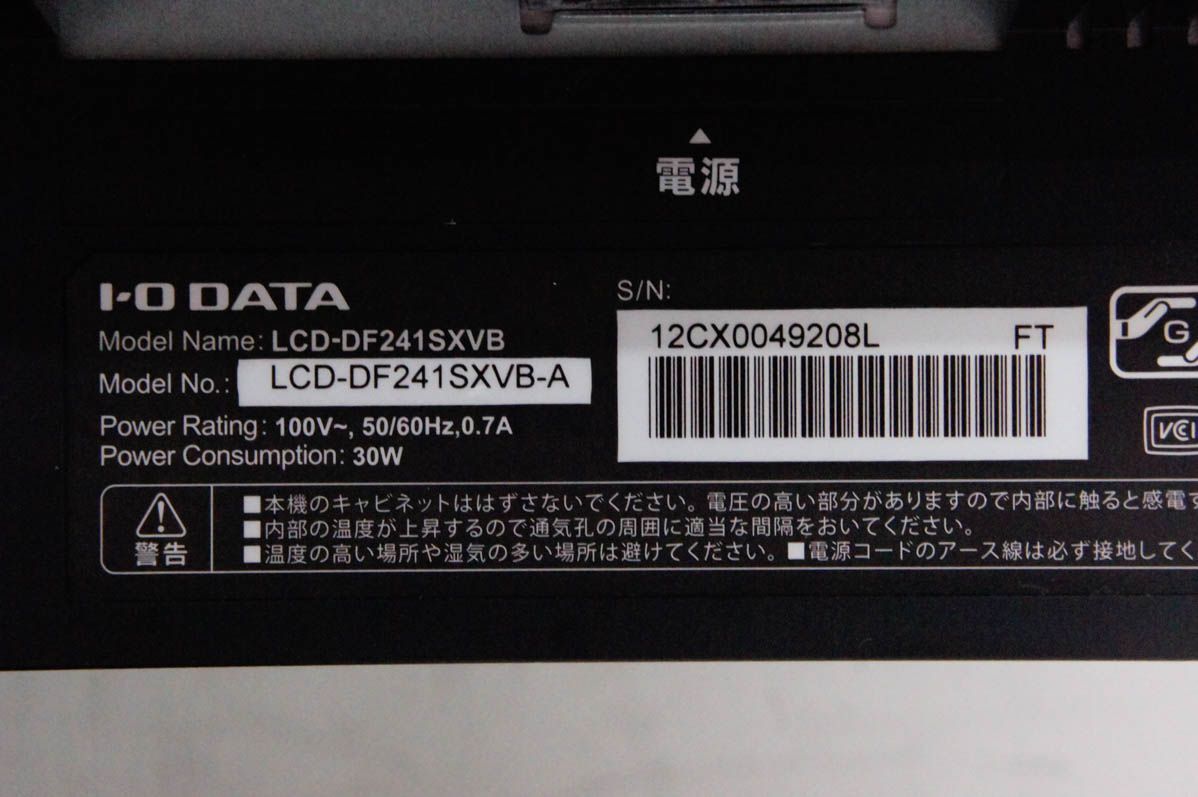 電源
I-O DATA
Model Name: LCD-DF241SXVB
Model No.: LCD-DF241SXVB-A
Power Rating: 100V~, 50/60Hz,0.7A
Power Consumption: 30W
S/N:
12CX0049208L FT
G
VCI
警告
■本機のキャビネットははずさないでください。電圧の高い部分がありますので内部に触ると感電す
■内部の温度が上昇するので通気孔の周囲に適当な間隔をおいてください。
■温度の高い場所や湿気の多い場所は避けてください。■電源コードのアース線は必ず接地してく